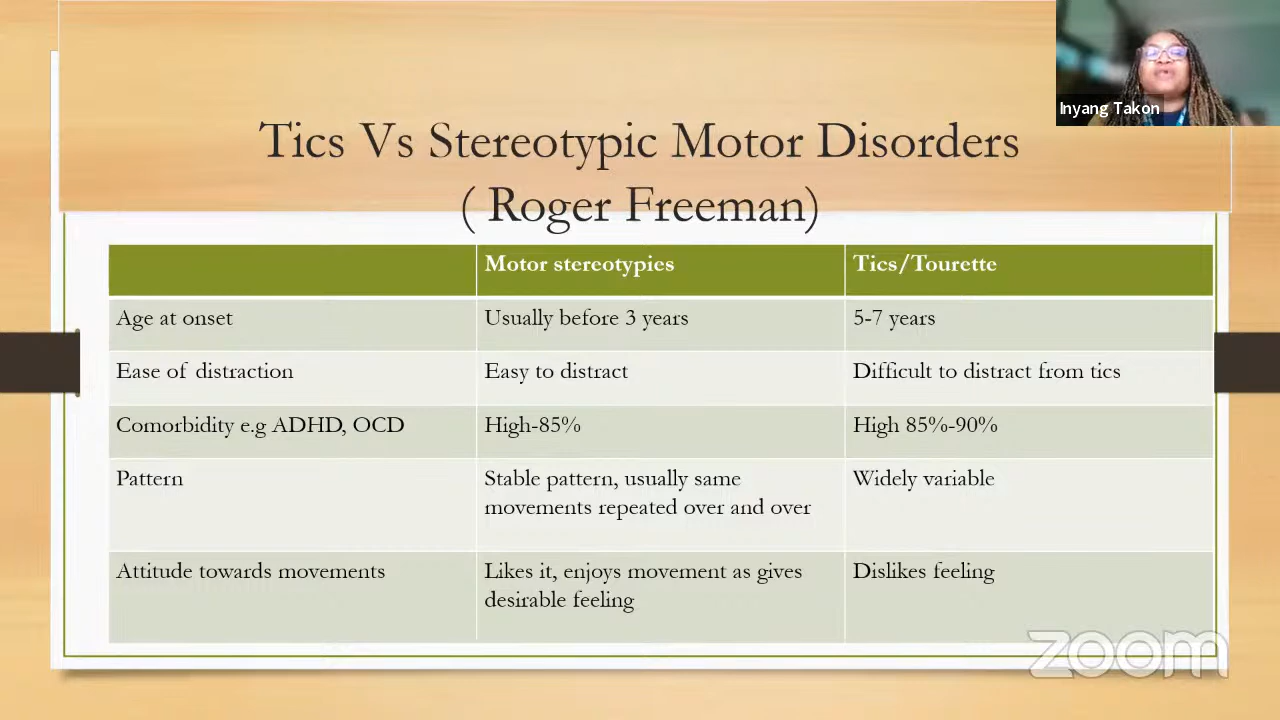 Inyang Takon
Tics Vs Stereotypic Motor Disorders
( Roger Freeman)
Motor stereotypies
Tics/Tourette
Age at onset
Usually before 3 years
5-7 years
Ease of distraction
Easy to distract
Difficult to distract from tics
Comorbidity e.g ADHD, OCD
High-85%
High 85%-90%
Pattern
Stable pattern, usually same
movements repeated over and over
Widely variable
Attitude towards movements
Likes it, enjoys movement as gives
desirable feeling
Dislikes feeling
zoom